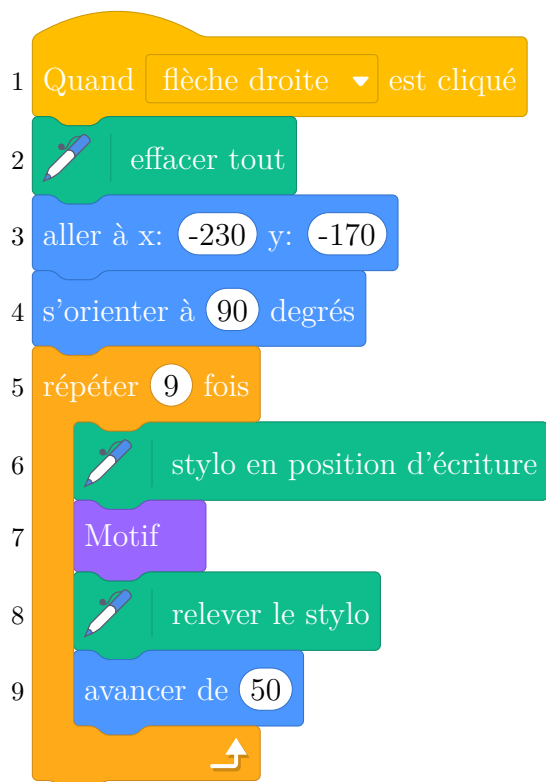 1 Quand flèche droite est cliqué
2 effacer tout
3 aller à x: -230 y: -170
4 s'orienter à 90 degrés
5 répéter 9 fois
6 stylo en position d'écriture
7 Motif
8 relever le stylo
9 avancer de 50